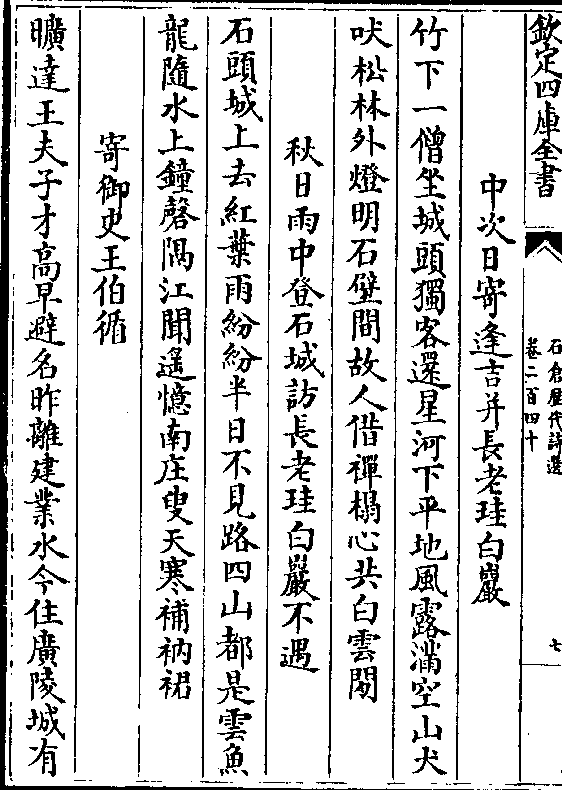 欽定四庫全書
石倉歷代詩選
卷二百四十
七
中次日寄逢吉并長老珪白巖
竹下一僧坐城頭獨客還星河下平地風露滿空山犬
吠松林外燈明石壁間故人借禪榻心共白雲閒
秋日雨中登石城訪長老珪白巖不遇
石頭城上去紅葉雨紛紛半日不見路四山都是雲魚
龍隨水上鐘磬隔江聞遥憶南庄叟天寒補衲裙
寄御史王伯循
曠達王夫子才高早避名昨離建業水今住廣陵城有